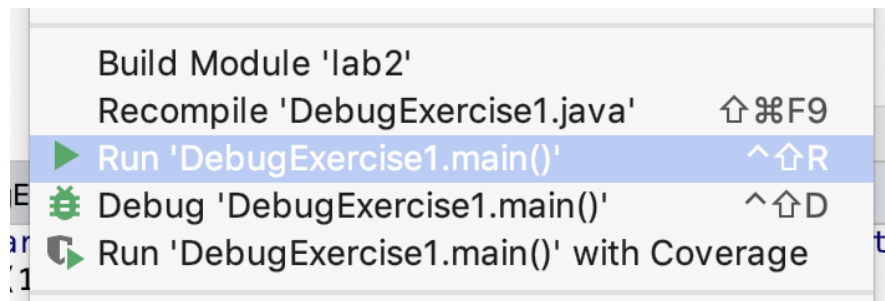 Build Module 'lab2'
Recompile 'DebugExercise1.java' ⇧⌘F9
Run 'DebugExercise1.main()' ^⇧R
Debug 'DebugExercise1.main()' ^⇧D
Run 'DebugExercise1.main()' with Coverage